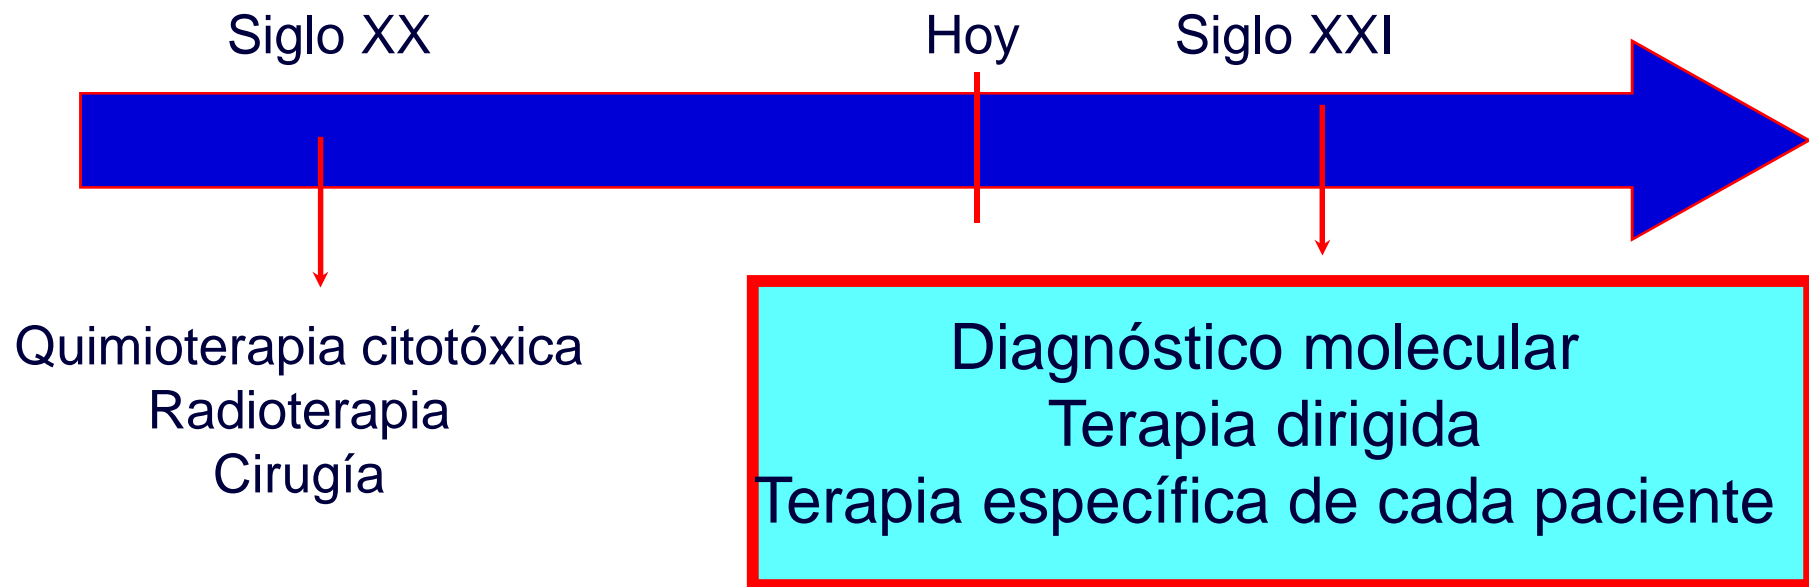 Siglo XX
Hoy
Siglo XXI
Quimioterapia citotóxica
Radioterapia
Cirugía
Diagnóstico molecular
Terapia dirigida
Terapia específica de cada paciente